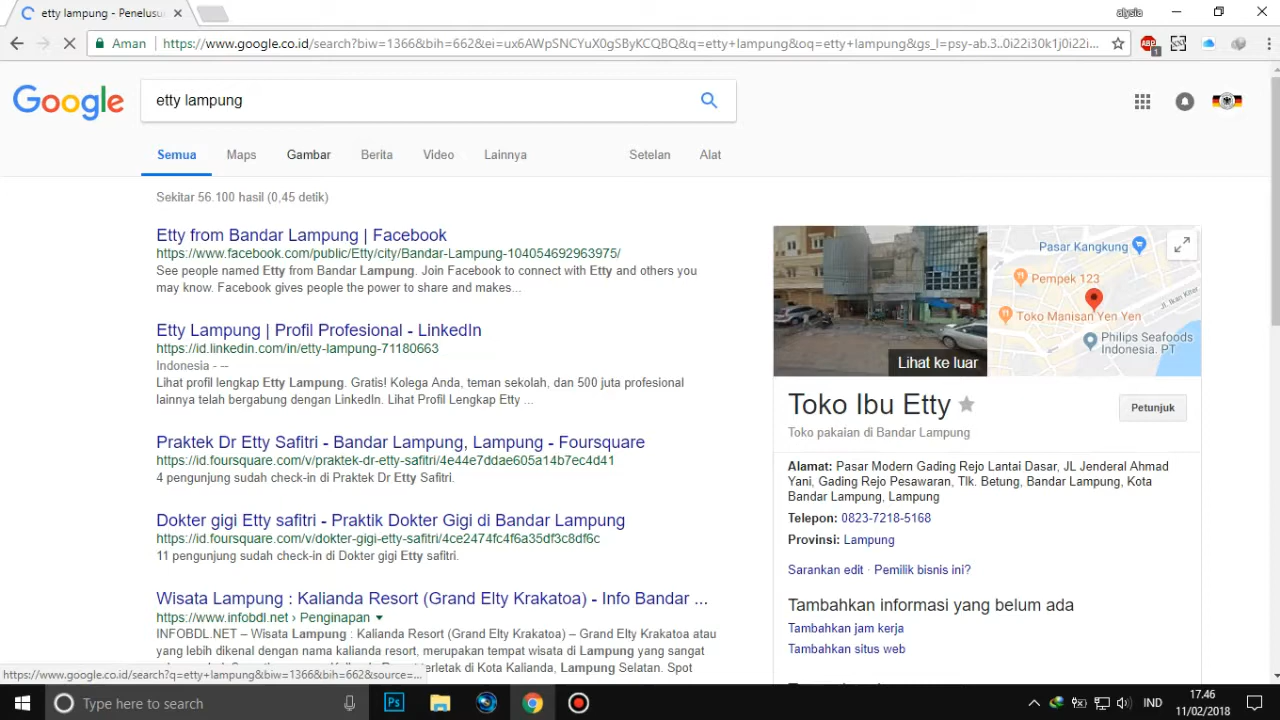 etty lampung - Penelusu
alysia
Aman
https://www.google.co.id/search?biw=1366&bih=662&ei=ux6AWpSNCYuX0gSByKCQBQ&q=etty+lampung&oq=etty+lampung&gs_l=psy-ab.3..0i22i30k1j0i22i...
ABP
1
Google
etty lampung
Semua
Maps
Gambar
Berita
Video
Lainnya
Setelan
Alat
Sekitar 56.100 hasil (0,45 detik)
Etty from Bandar Lampung | Facebook
https://www.facebook.com/public/Etty/city/Bandar-Lampung-104054692963975/
See people named Etty from Bandar Lampung. Join Facebook to connect with Etty and others you
may know. Facebook gives people the power to share and makes...
Etty Lampung | Profil Profesional - LinkedIn
https://id.linkedin.com/in/etty-lampung-71180663
Indonesia - --
Lihat profil lengkap Etty Lampung. Gratis! Kolega Anda, teman sekolah, dan 500 juta profesional
lainnya telah bergabung dengan LinkedIn. Lihat Profil Lengkap Etty ...
Praktek Dr Etty Safitri - Bandar Lampung, Lampung - Foursquare
https://id.foursquare.com/v/praktek-dr-etty-safitri/4e44e7ddae605a14b7ec4d41
4 pengunjung sudah check-in di Praktek Dr Etty Safitri.
Dokter gigi Etty safitri - Praktik Dokter Gigi di Bandar Lampung
https://id.foursquare.com/v/dokter-gigi-etty-safitri/4ce2474fc4f6a35df3c8df6c
11 pengunjung sudah check-in di Dokter gigi Etty safitri.
Wisata Lampung : Kalianda Resort (Grand Elty Krakatoa) - Info Bandar ...
https://www.infobdl.net › Penginapan
INFOBDL.NET – Wisata Lampung : Kalianda Resort (Grand Elty Krakatoa) – Grand Elty Krakatoa atau
yang lebih dikenal dengan nama kalianda resort, merupakan tempat wisata di Lampung yang sangat
terletak di Kota Kalianda, Lampung Selatan. Spot
https://www.google.co.id/search?q=etty+lampung&biw=1366&bih=662&source=...
Lihat ke luar
Pasar Kangkung
Pempek 123
Jl. Ikan Kiter
Toko Manisan Yen Yen
Philips Seafoods
Indonesia. PT
Toko Ibu Etty
Petunjuk
Toko pakaian di Bandar Lampung
Alamat: Pasar Modern Gading Rejo Lantai Dasar, JL Jenderal Ahmad
Yani, Gading Rejo Pesawaran, Tlk. Betung, Bandar Lampung, Kota
Bandar Lampung, Lampung
Telepon: 0823-7218-5168
Provinsi: Lampung
Sarankan edit · Pemilik bisnis ini?
Tambahkan informasi yang belum ada
Tambahkan jam kerja
Tambahkan situs web
Type here to search
Ps
IND
17.46
11/02/2018